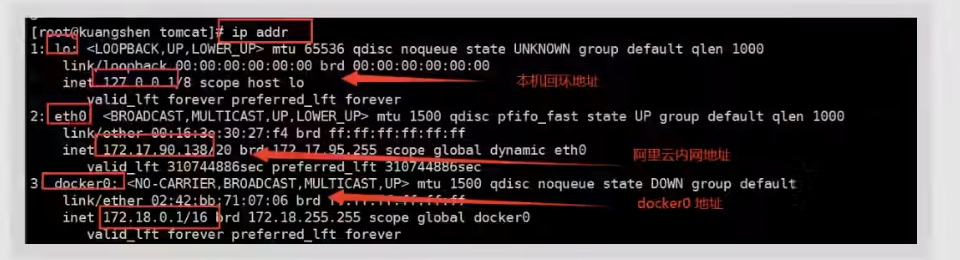 [root@kuangshen tomcat]# ip addr
1: lo: <LOOPBACK,UP,LOWER_UP> mtu 65536 qdisc noqueue state UNKNOWN group default qlen 1000
link/loopback 00:00:00:00:00:00 brd 00:00:00:00:00:00
inet 127.0.0.1/8 scope host lo
本机回环地址
valid_lft forever preferred_lft forever
2: eth0: <BROADCAST,MULTICAST,UP,LOWER_UP> mtu 1500 qdisc pfifo_fast state UP group default qlen 1000
link/ether 00:16:3e:30:27:f4 brd ff:ff:ff:ff:ff:ff
inet 172.17.90.138/20 brd 172.17.95.255 scope global dynamic eth0
阿里云内网地址
valid_lft 310744886sec preferred_lft 310744886sec
3 docker0: <NO-CARRIER,BROADCAST,MULTICAST,UP> mtu 1500 qdisc noqueue state DOWN group default
link/ether 02:42:bb:71:07:06 brd ff:ff:ff:ff:ff:ff
docker0 地址
inet 172.18.0.1/16 brd 172.18.255.255 scope global docker0
valid_lft forever preferred_lft forever